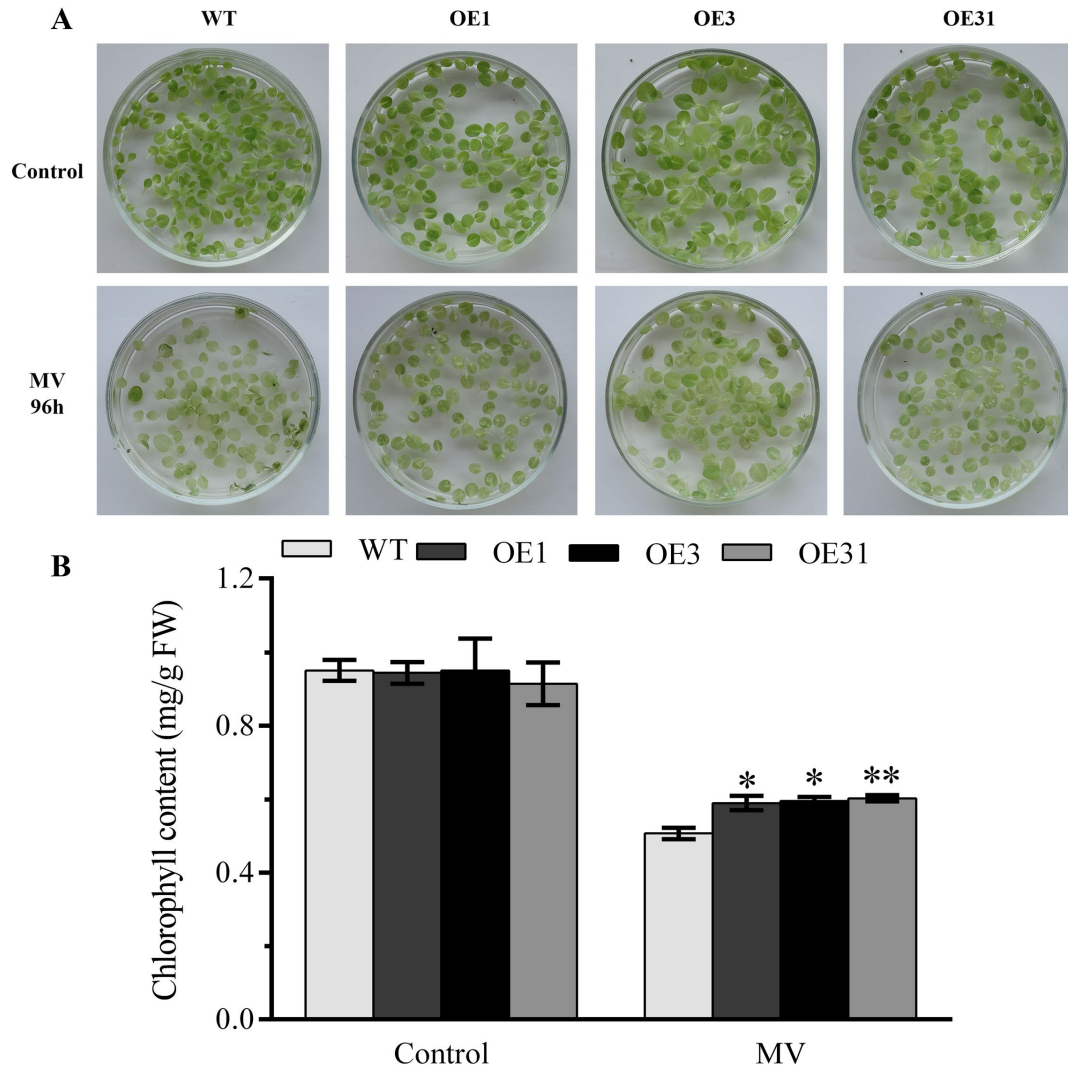 A
WT OE1 OE3 OE31
Control
MV
96h
B
WT OE1 OE3 OE31
Chlorophyll content (mg/g FW)
1.2
0.8
0.4
0.0
* * **
Control MV